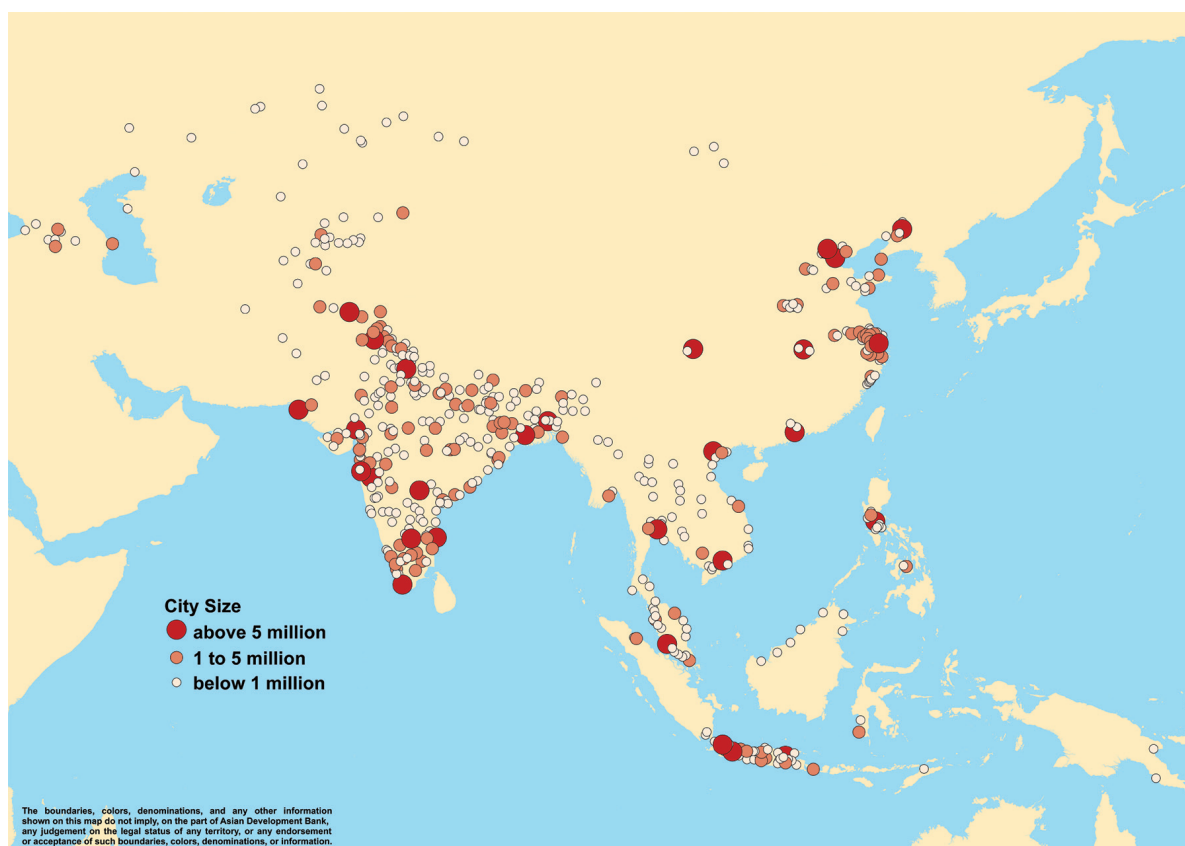 City Size
above 5 million
1 to 5 million
below 1 million
The boundaries, colors, denominations, and any other information
shown on this map do not imply, on the part of Asian Development Bank,
any judgement on the legal status of any territory, or any endorsement
or acceptance of such boundaries, colors, denominations, or information.